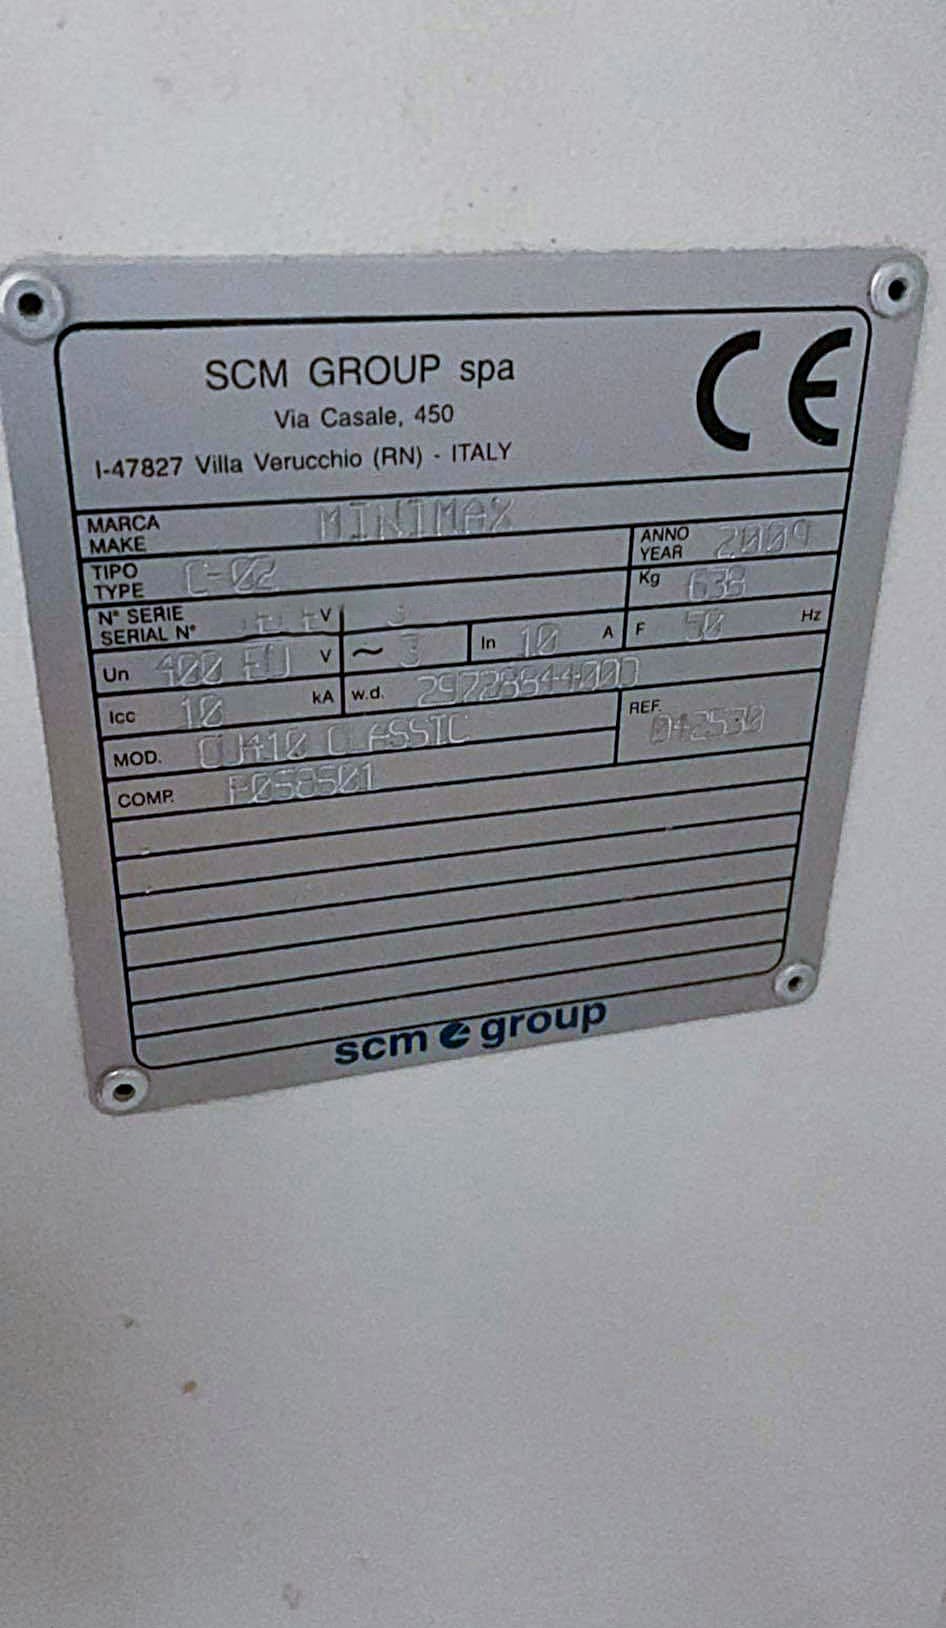 SCM GROUP spa
Via Casale, 450
I-47827 Villa Verucchio (RN) - ITALY
CE
MARCA
MAKE
MINIMAX
TIPO
TYPE
C-02
ANNO
YEAR
2009
Kg 638
N° SERIE
SERIAL N°
V
Un 400 EU V
~ 3
In 10 A
F 50 Hz
Icc 10 kA
w.d.
MOD. CU410 CLASSIC
REF.
042530
COMP.
scm group